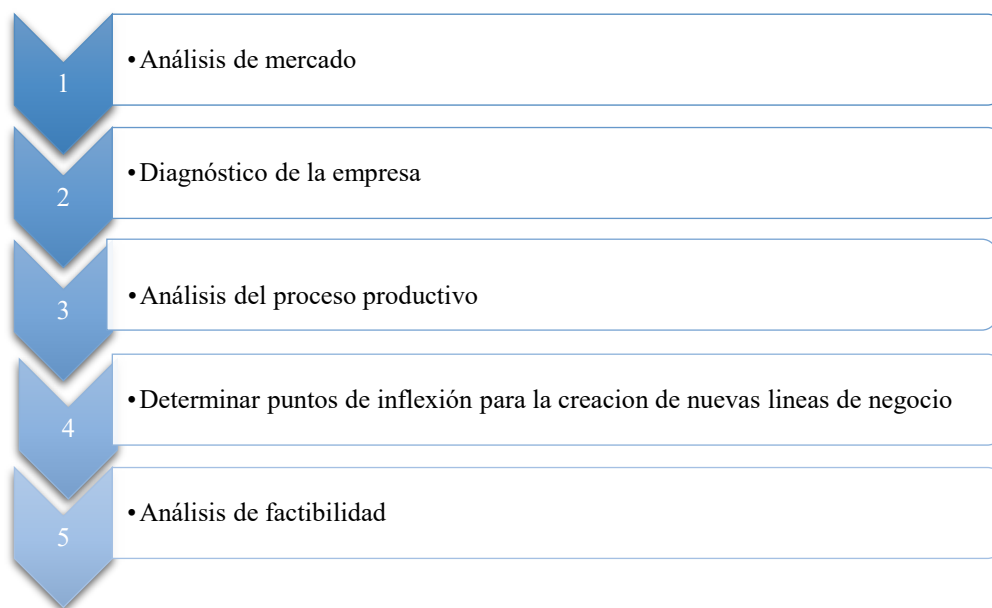 1
•Análisis de mercado
2
•Diagnóstico de la empresa
3
•Análisis del proceso productivo
4
•Determinar puntos de inflexión para la creacion de nuevas lineas de negocio
5
•Análisis de factibilidad